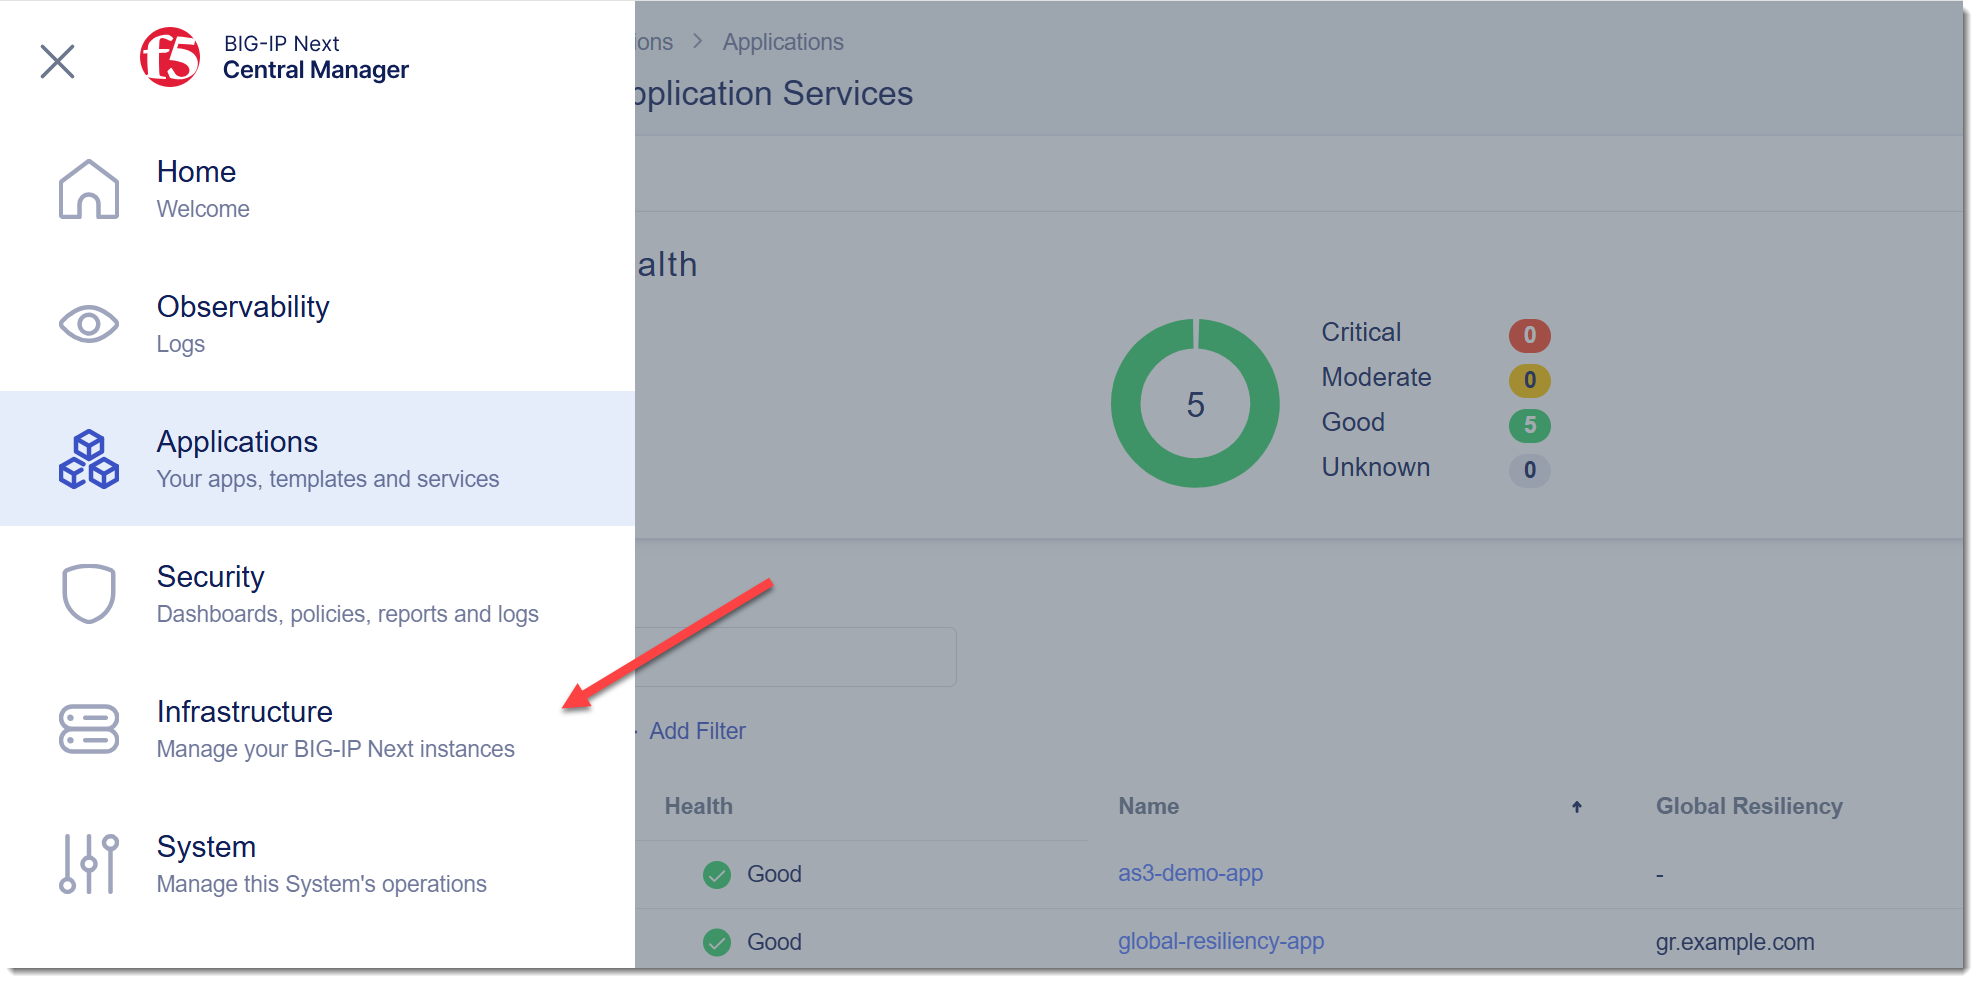 f5
BIG-IP Next
Central Manager
Home
Welcome
Observability
Logs
Applications
Your apps, templates and services
Security
Dashboards, policies, reports and logs
Infrastructure
Manage your BIG-IP Next instances
System
Manage this System's operations
ions > Applications
pplication Services
alth
5
Critical 0
Moderate 0
Good 5
Unknown 0
Add Filter
Health Name Global Resiliency
Good as3-demo-app -
Good global-resiliency-app gr.example.com